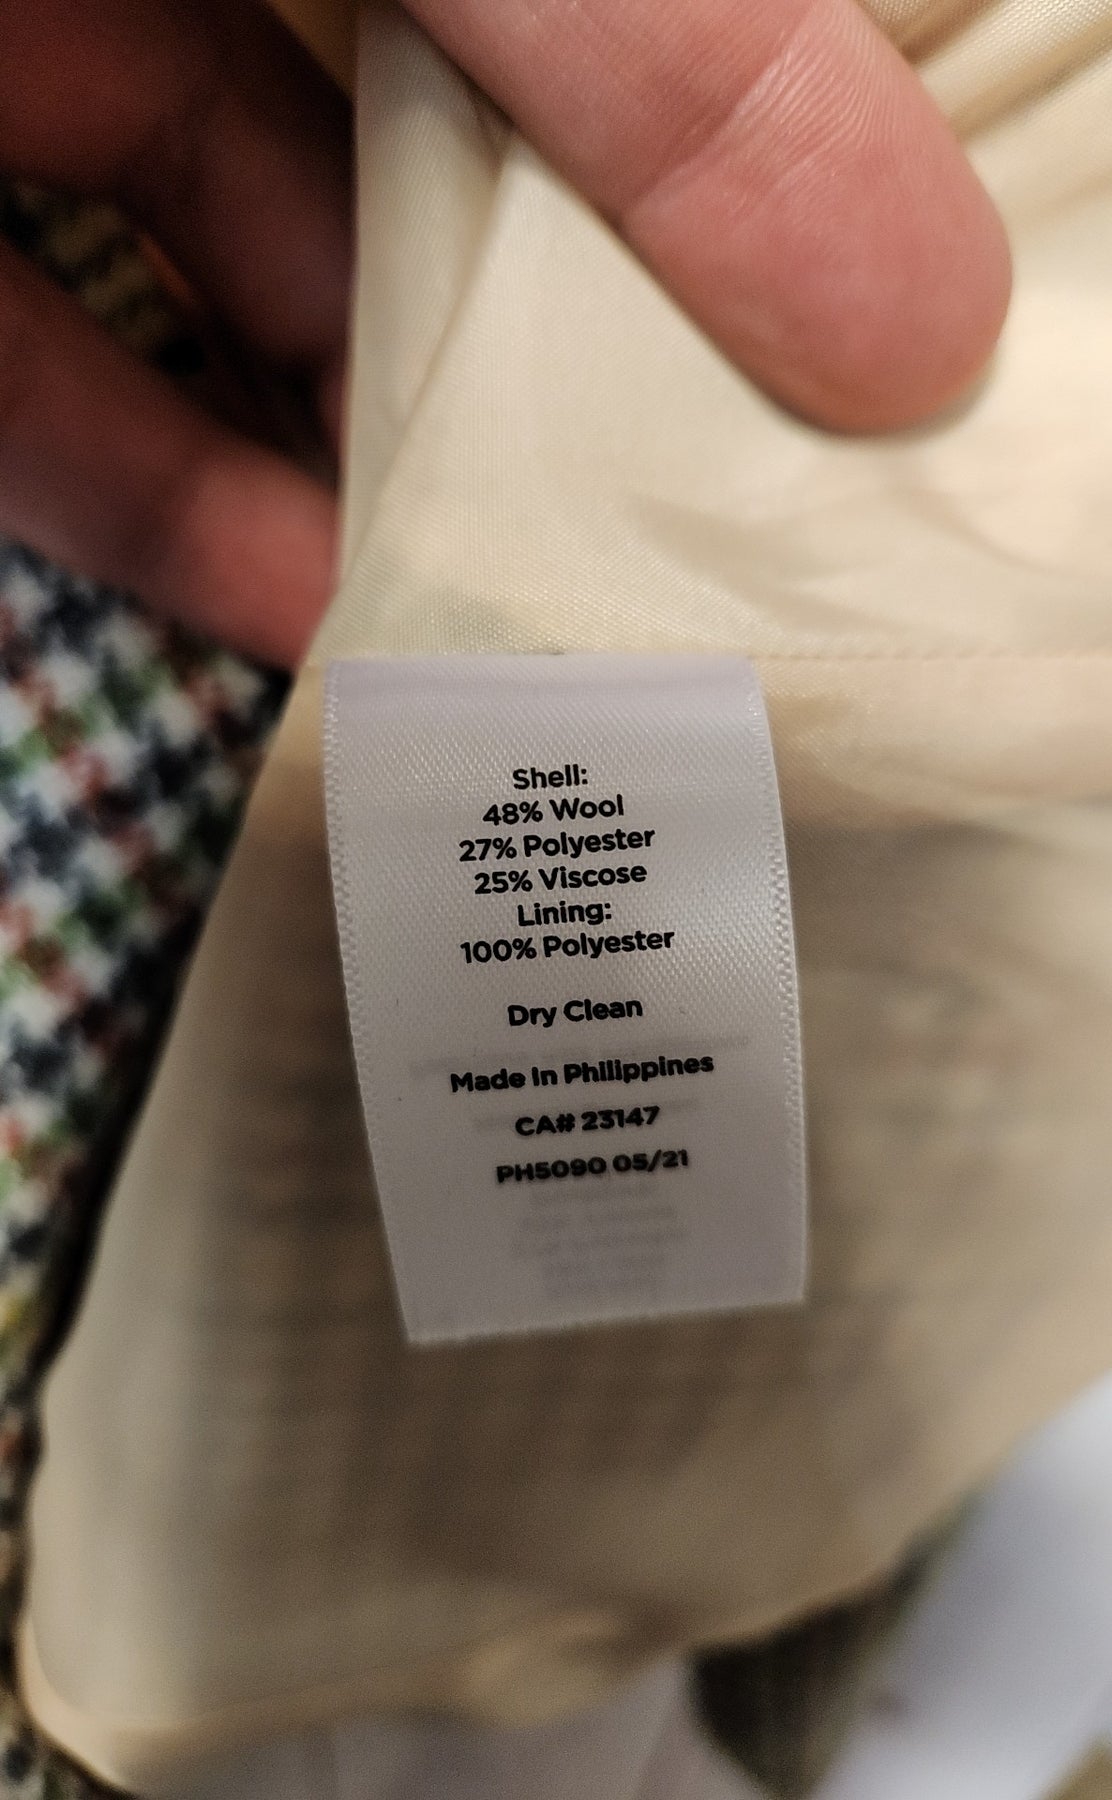 Shell:
48% Wool
27% Polyester
25% Viscose
Lining:
100% Polyester
Dry Clean
Made In Philippines
CA# 23147
PH5090 05/21